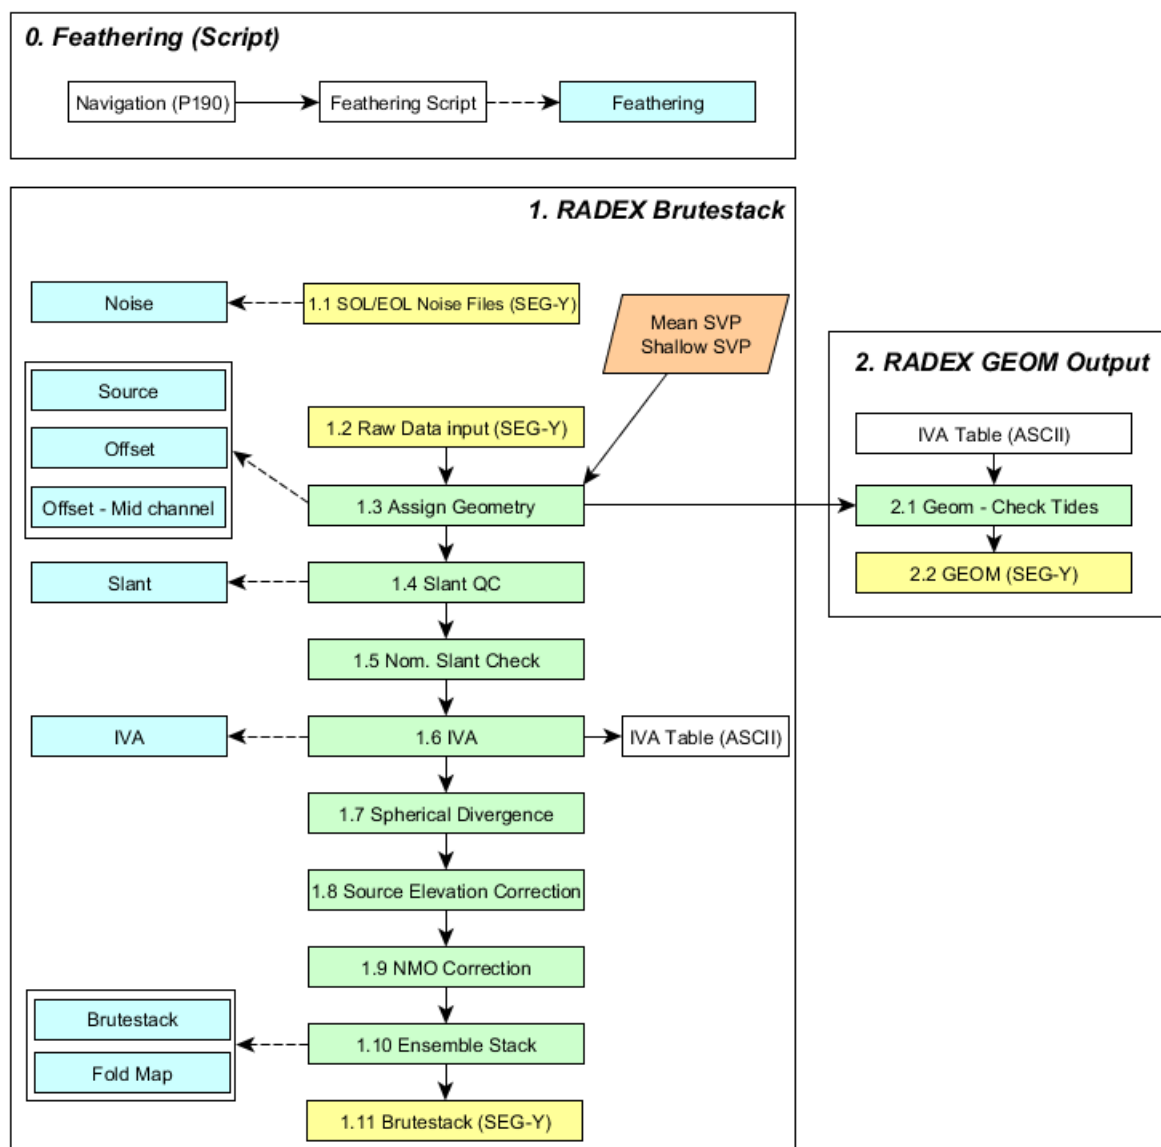 0. Feathering (Script)
Navigation (P190)
Feathering Script
Feathering
1. RADEX Brutestack
Noise
1.1 SOL/EOL Noise Files (SEG-Y)
Mean SVP
Shallow SVP
Source
Offset
Offset - Mid channel
1.2 Raw Data input (SEG-Y)
1.3 Assign Geometry
Slant
1.4 Slant QC
1.5 Nom. Slant Check
IVA
1.6 IVA
IVA Table (ASCII)
1.7 Spherical Divergence
1.8 Source Elevation Correction
1.9 NMO Correction
Brutestack
Fold Map
1.10 Ensemble Stack
1.11 Brutestack (SEG-Y)
2. RADEX GEOM Output
IVA Table (ASCII)
2.1 Geom - Check Tides
2.2 GEOM (SEG-Y)